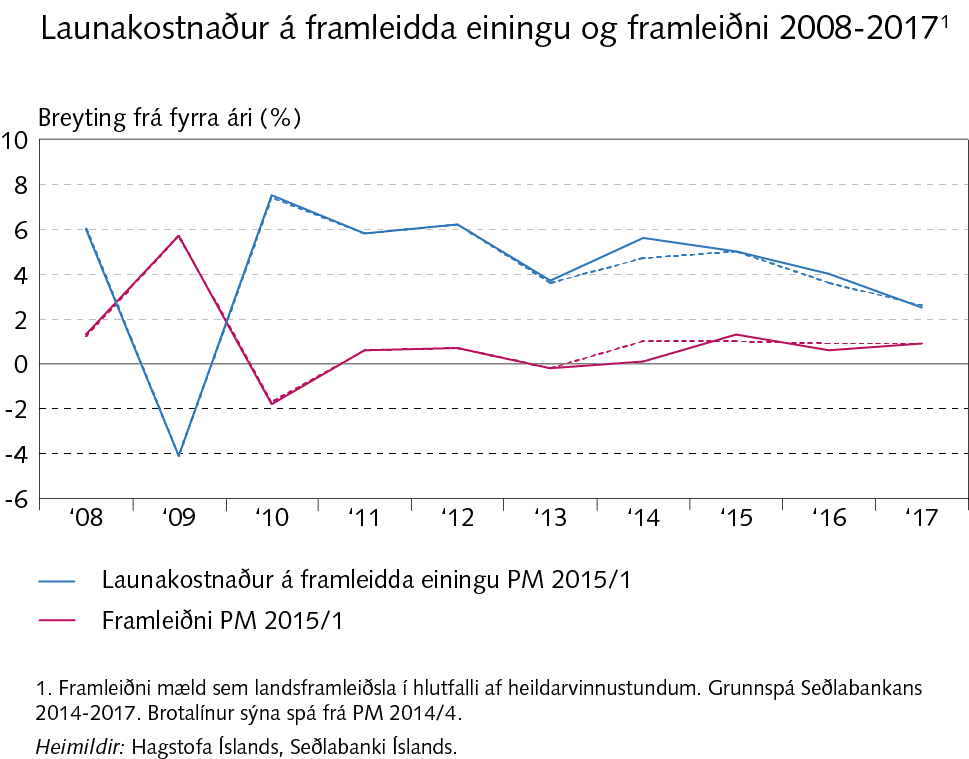 Launakostnaður á framleidda einingu og framleiðni 2008-2017¹
Breyting frá fyrra ári (%)
10
8
6
4
2
0
-2
-4
-6
‘08 ‘09 ‘10 ‘11 ‘12 ‘13 ‘14 ‘15 ‘16 ‘17
Launakostnaður á framleidda einingu PM 2015/1
Framleiðni PM 2015/1
1. Framleiðni mæld sem landsframleiðsla í hlutfalli af heildarvinnustundum. Grunnspá Seðlabankans
2014-2017. Brotalínur sýna spá frá PM 2014/4.
Heimildir: Hagstofa Íslands, Seðlabanki Íslands.